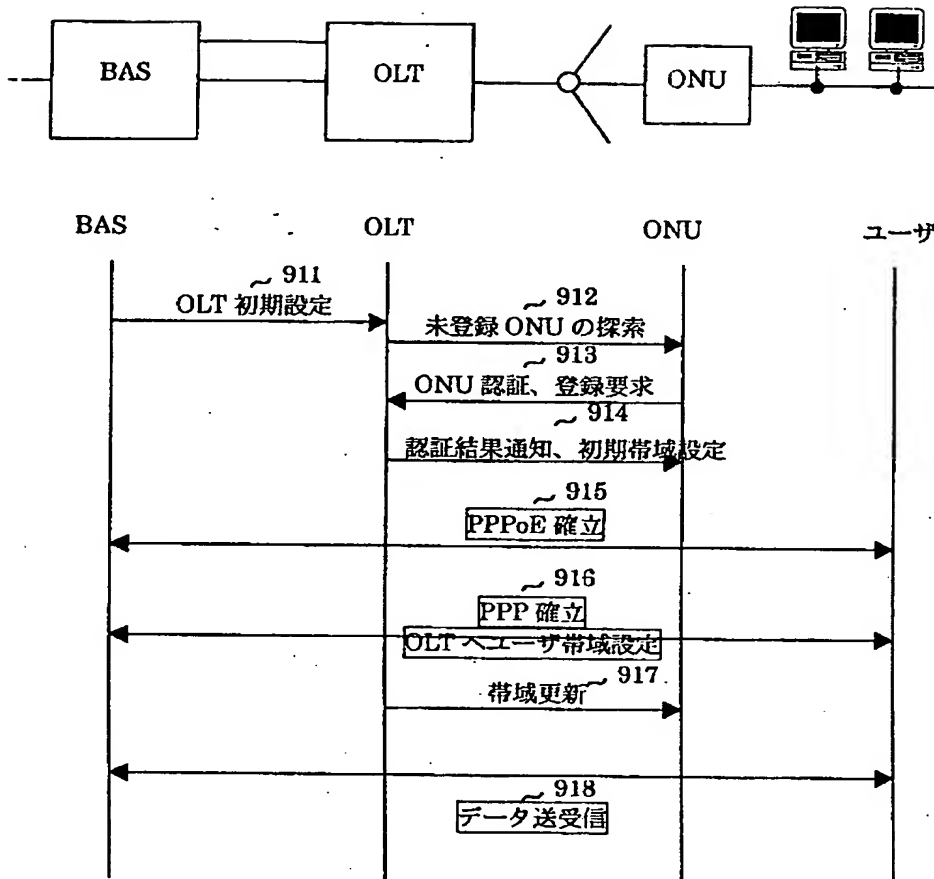 BAS
OLT
ONU
BAS
OLT
ONU
ユーザ
911
OLT 初期設定
912
未登録 ONU の探索
913
ONU 認証、登録要求
914
認証結果通知、初期帯域設定
915
PPPoE 確立
916
PPP 確立
OLT へユーザ帯域設定
917
帯域更新
918
データ送受信